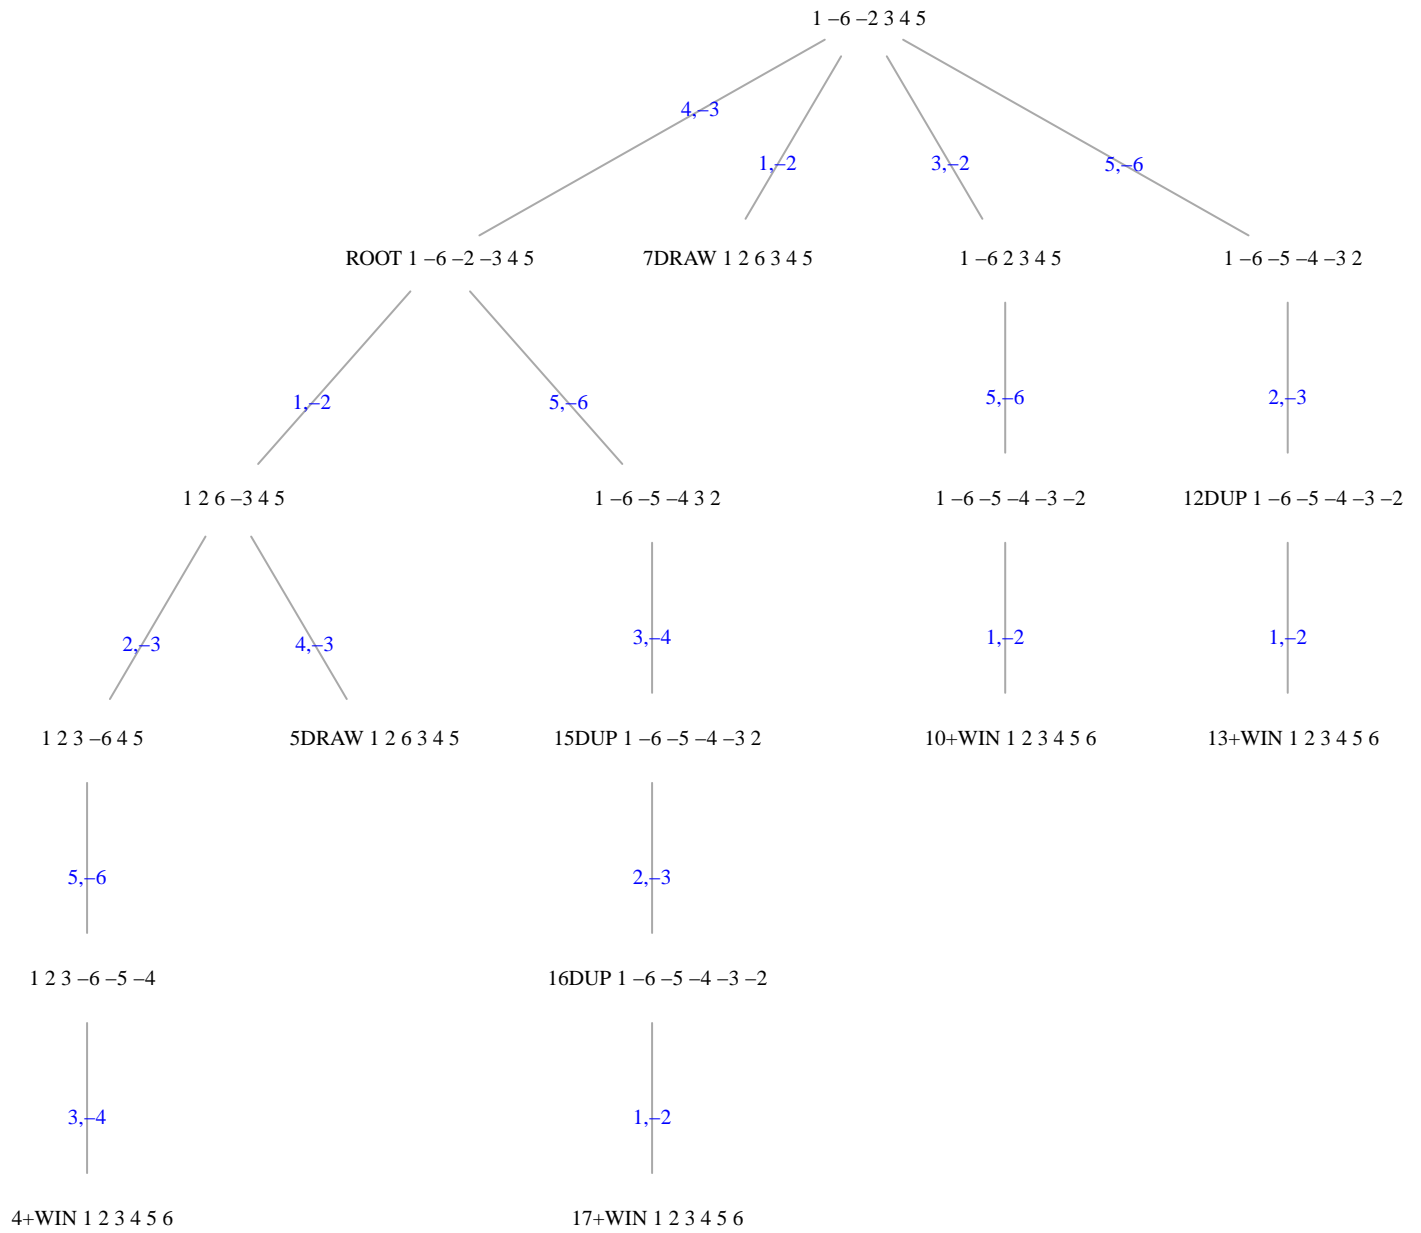 1 –6 –2 3 4 5
4,–3
1,–2
3,–2
5,–6
ROOT 1 –6 –2 –3 4 5
7DRAW 1 2 6 3 4 5
1 –6 2 3 4 5
1 –6 –5 –4 –3 2
1,–2
5,–6
5,–6
2,–3
1 2 6 –3 4 5
1 –6 –5 –4 3 2
1 –6 –5 –4 –3 –2
12DUP 1 –6 –5 –4 –3 –2
2,–3
4,–3
3,–4
1,–2
1,–2
1 2 3 –6 4 5
5DRAW 1 2 6 3 4 5
15DUP 1 –6 –5 –4 –3 2
10+WIN 1 2 3 4 5 6
13+WIN 1 2 3 4 5 6
5,–6
2,–3
1 2 3 –6 –5 –4
16DUP 1 –6 –5 –4 –3 –2
3,–4
1,–2
4+WIN 1 2 3 4 5 6
17+WIN 1 2 3 4 5 6